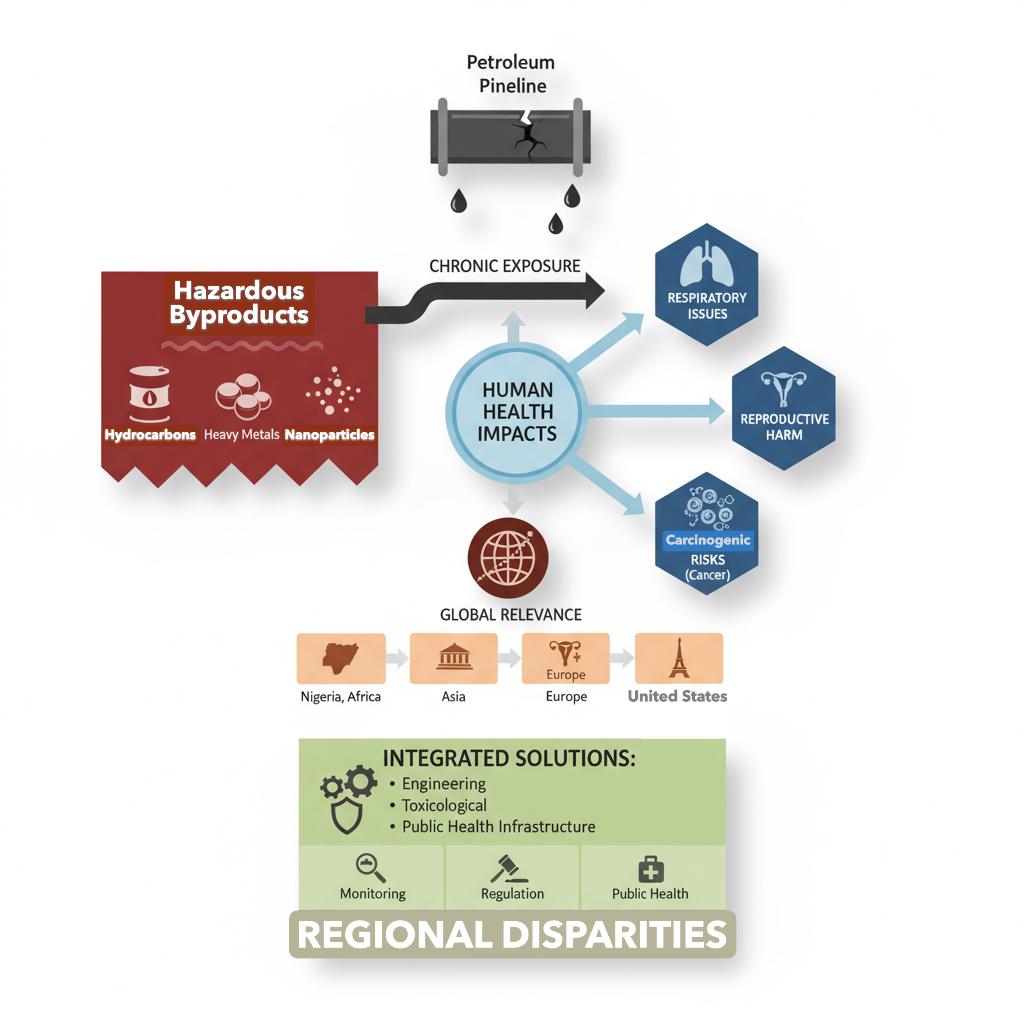 Petroleum
Pineline
CHRONIC EXPOSURE
Hazardous
Byproducts
Hydrocarbons
Heavy Metals
Nanoparticles
HUMAN
HEALTH
IMPACTS
RESPIRATORY
ISSUES
REPRODUCTIVE
HARM
Carcinogenic
RISKS
(Cancer)
GLOBAL RELEVANCE
Nigeria, Africa
Asia
Europe
Europe
United States
INTEGRATED SOLUTIONS:
• Engineering
• Toxicological
• Public Health Infrastructure
Monitoring
Regulation
Public Health
REGIONAL DISPARITIES